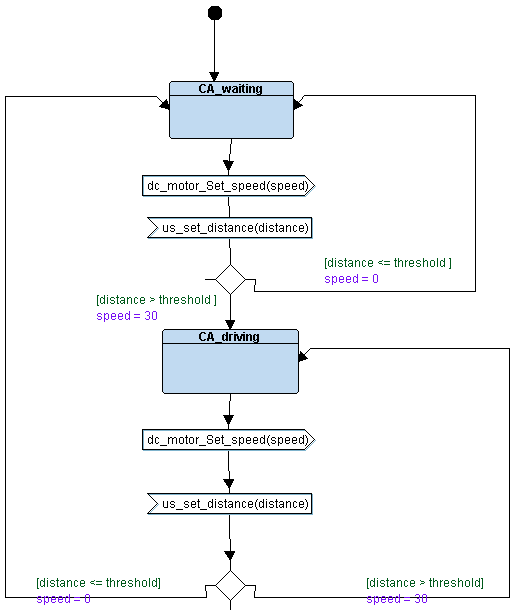 CA_waiting
dc_motor_Set_speed(speed)
us_set_distance(distance)
[distance <= threshold ]
speed = 0
[distance > threshold ]
speed = 30
CA_driving
dc_motor_Set_speed(speed)
us_set_distance(distance)
[distance <= threshold]
speed = 0
[distance > threshold]
speed = 30